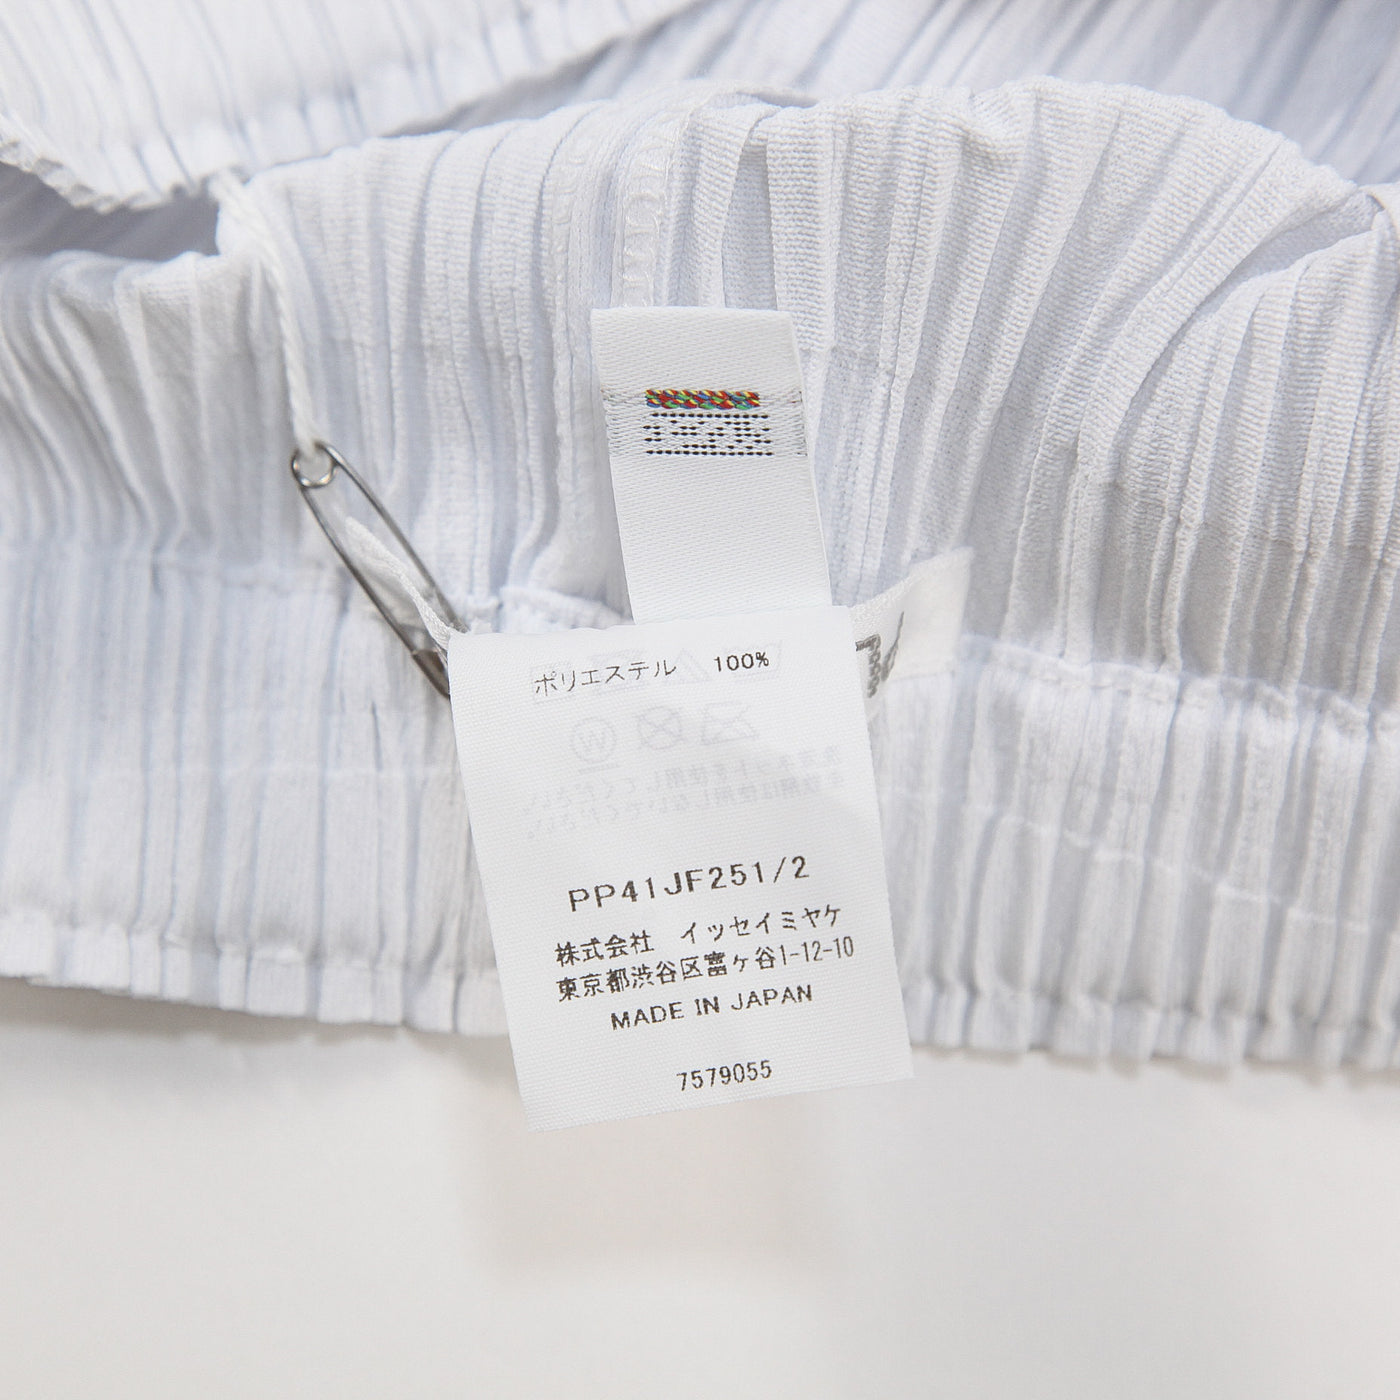 ポリエステル 100%
PP41JF251/2
株式会社 イッセイミヤケ
東京都渋谷区富ヶ谷1-12-10
MADE IN JAPAN
7579055